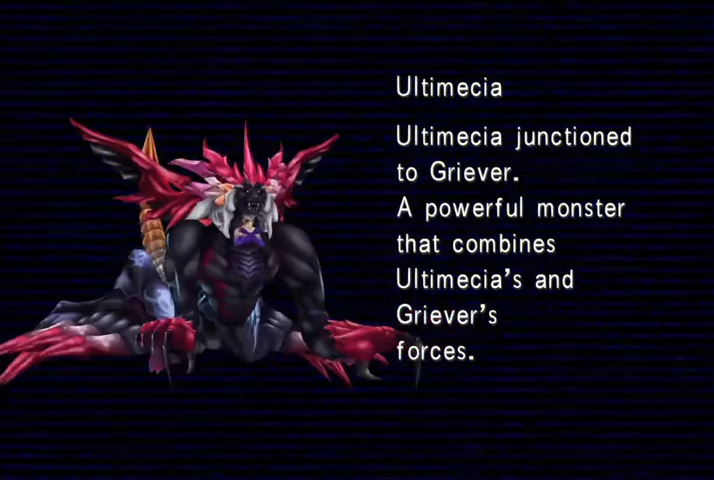 Ultimecia
Ultimecia junctioned
to Griever.
A powerful monster
that combines
Ultimecia's and
Griever's
forces.